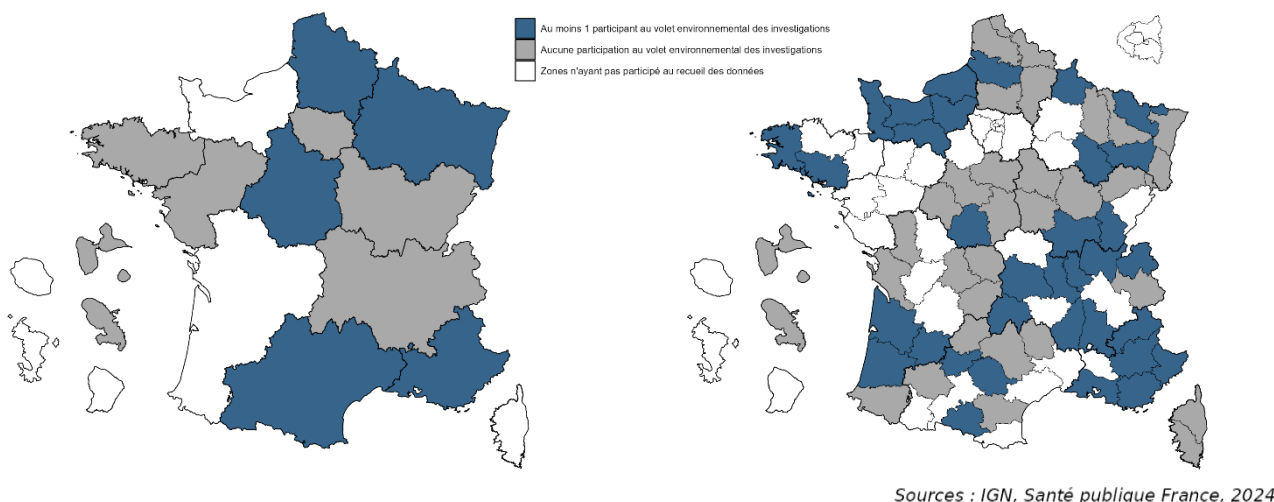 Au moins 1 participant au volet environnemental des investigations
Aucune participation au volet environnemental des investigations
Zones n'ayant pas participé au recueil des données
Sources : IGN, Santé publique France, 2024